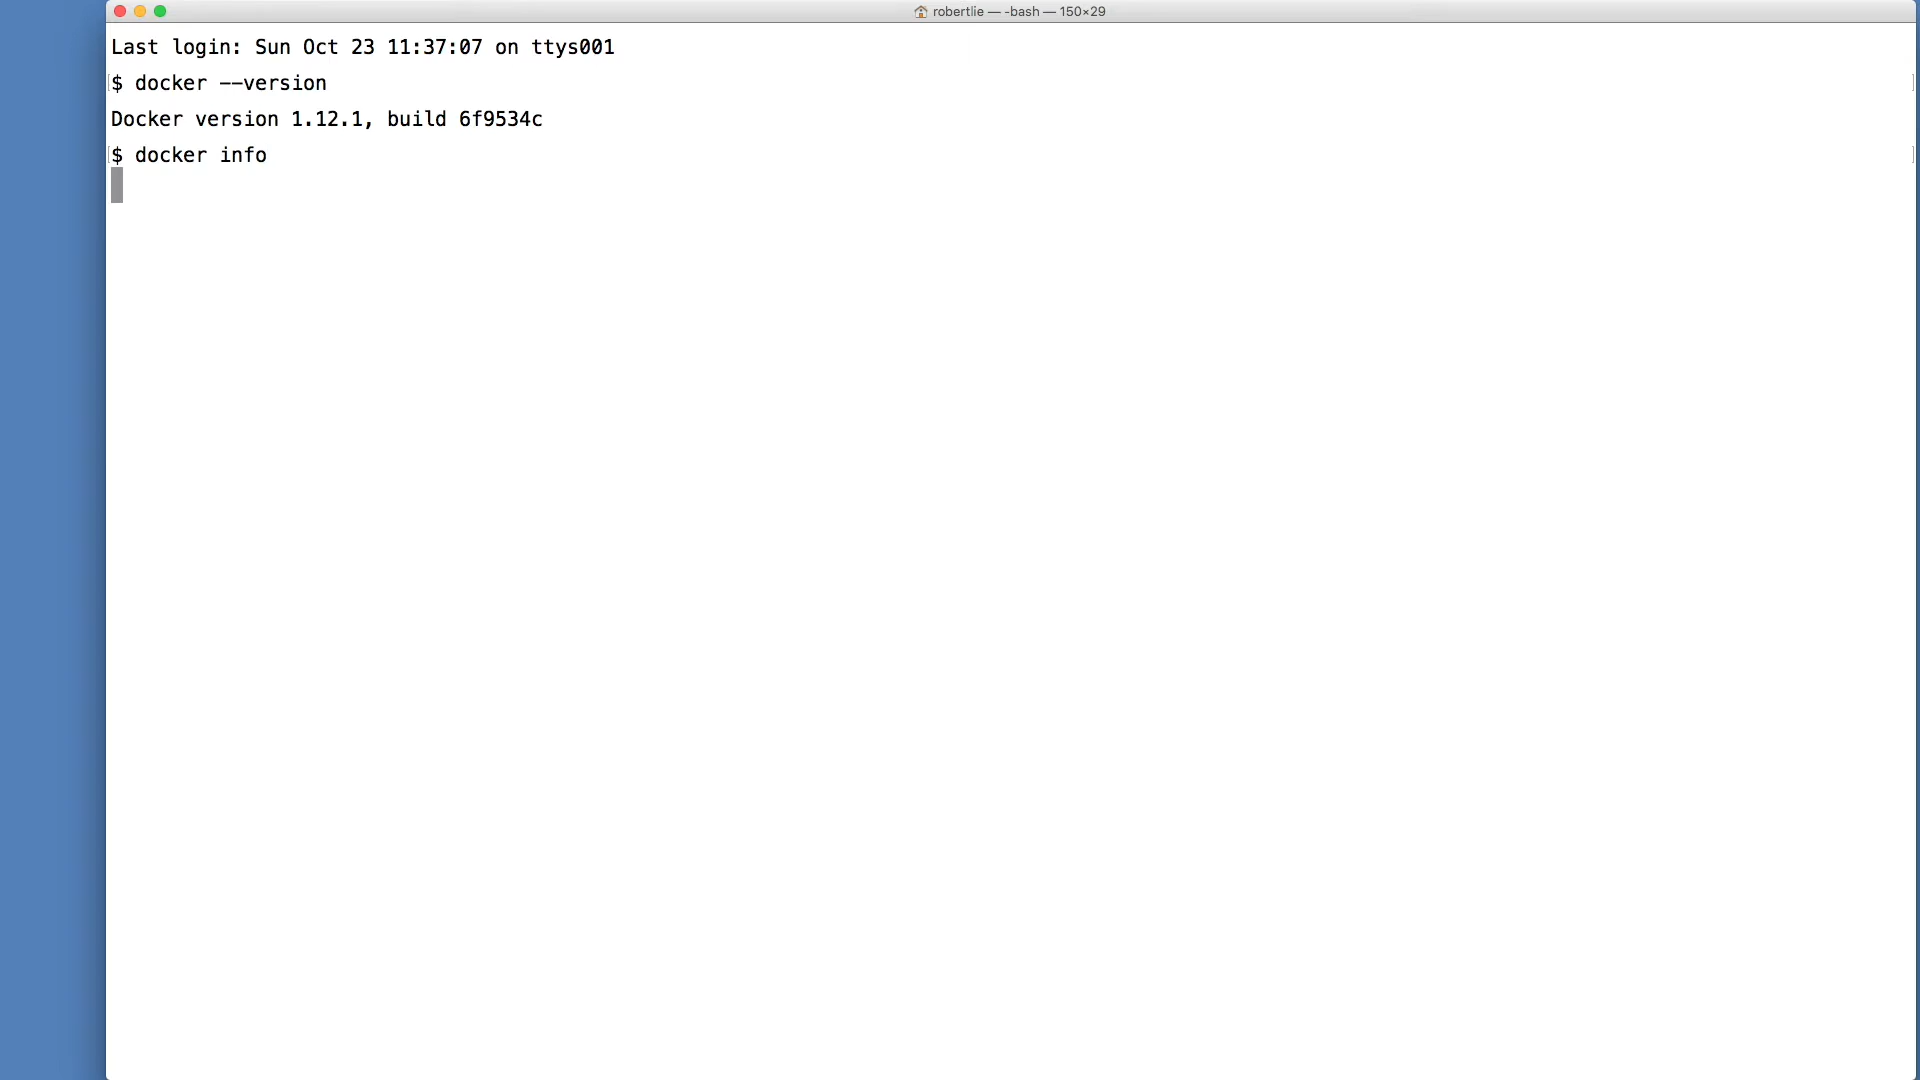 robertlie — -bash — 150×29
Last login: Sun Oct 23 11:37:07 on ttys001
$ docker --version
Docker version 1.12.1, build 6f9534c
$ docker info